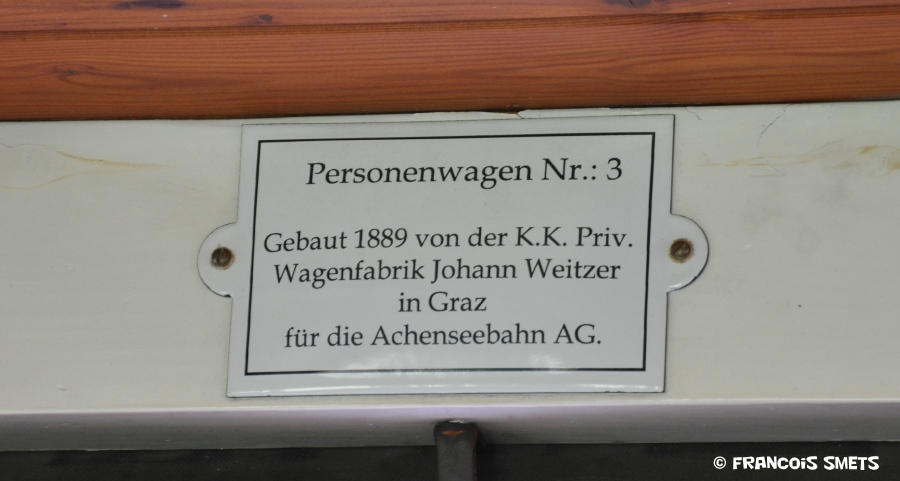 Personenwagen Nr.: 3
Gebaut 1889 von der K.K. Priv.
Wagenfabrik Johann Weitzer
in Graz
für die Achenseebahn AG.
© FRANCOIS SMETS